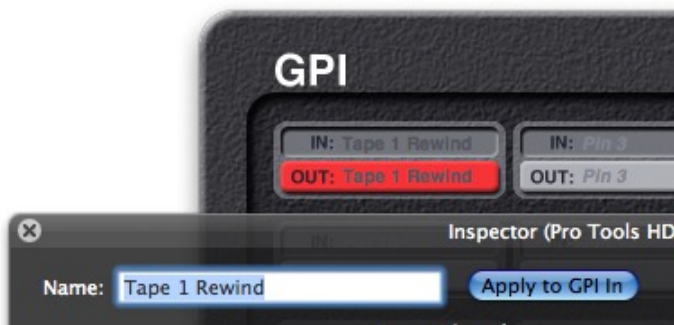 GPI
IN: Tape 1 Rewind
OUT: Tape 1 Rewind
IN: Pin 3
OUT: Pin 3
IN:
Inspector (Pro Tools HD
Name: Tape 1 Rewind
Apply to GPI In